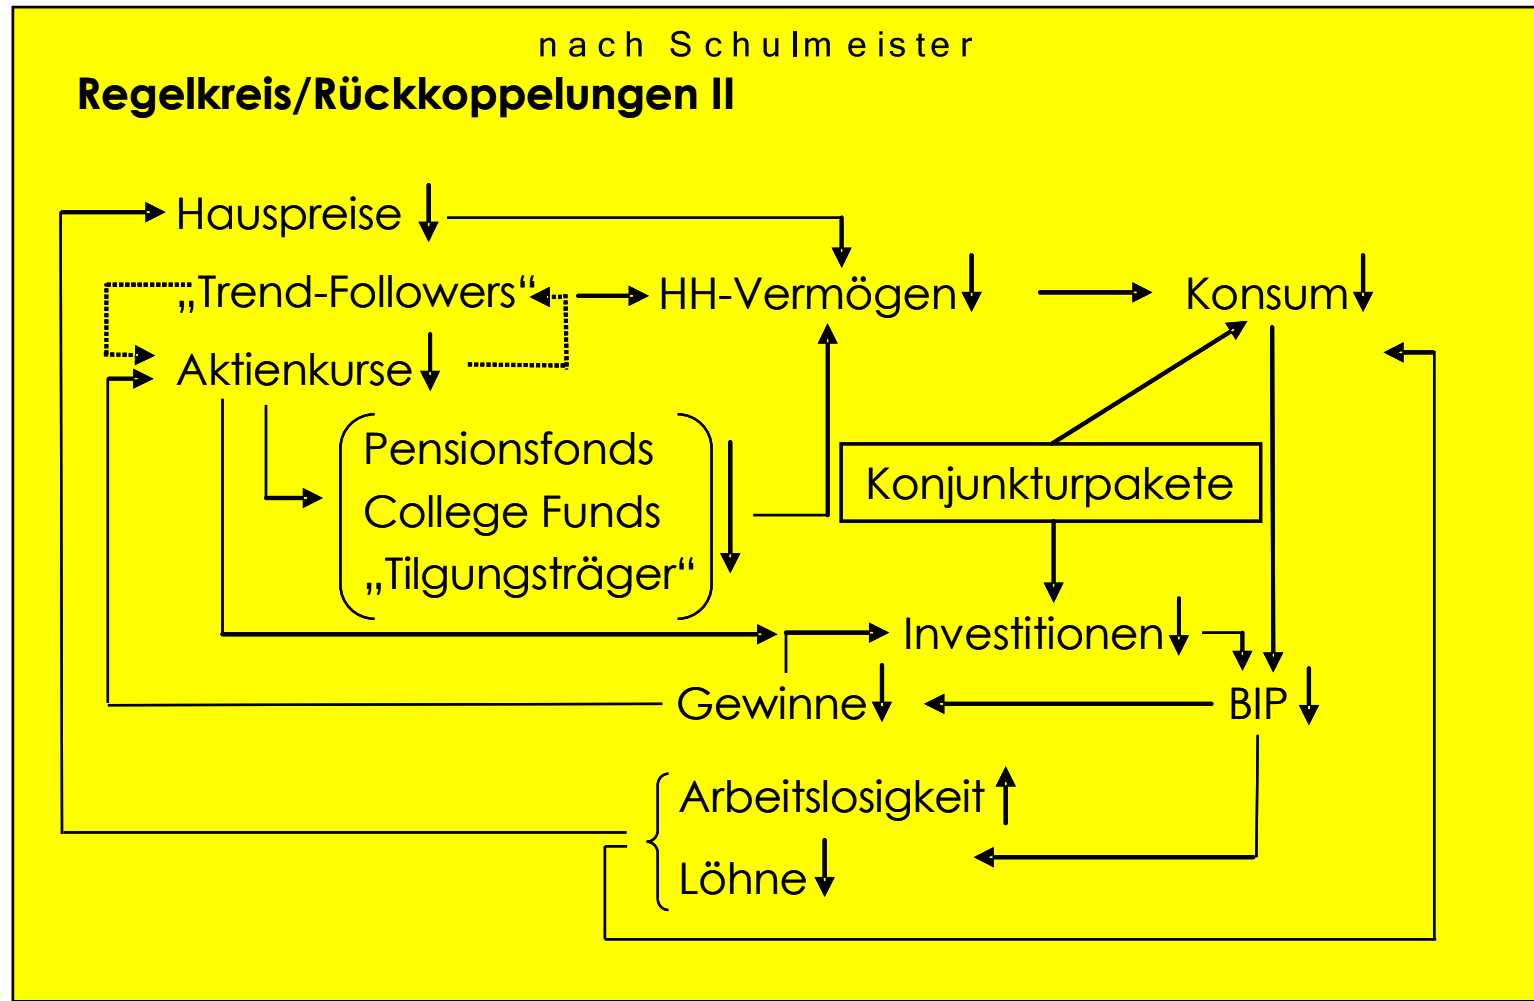 nach Schulmeister
Regelkreis/Rückkoppelungen II
Hauspreise
„Trend-Followers“
HH-Vermögen
Konsum
Aktienkurse
Pensionsfonds
College Funds
„Tilgungsträger“
Konjunkturpakete
Investitionen
Gewinne
BIP
Arbeitslosigkeit
Löhne